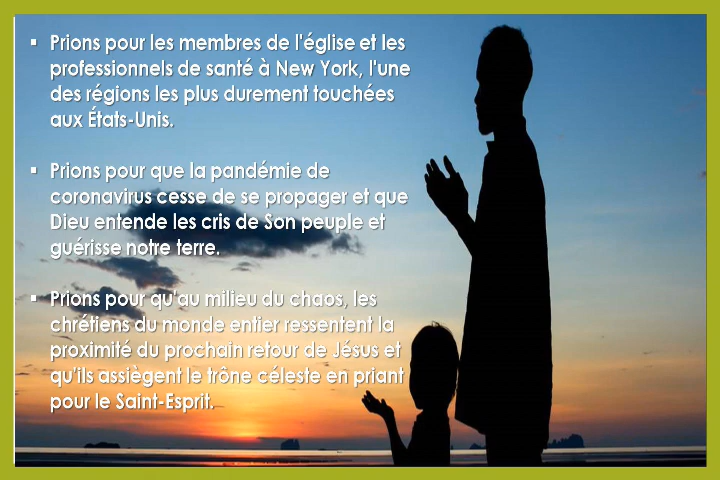 ▪ Prions pour les membres de l'église et les
professionnels de santé à New York, l'une
des régions les plus durement touchées
aux États-Unis.
▪ Prions pour que la pandémie de
coronavirus cesse de se propager et que
Dieu entende les cris de Son peuple et
guérisse notre terre.
▪ Prions pour qu'au milieu du chaos, les
chrétiens du monde entier ressentent la
proximité du prochain retour de Jésus et
qu'ils assiègent le trône céleste en priant
pour le Saint-Esprit.